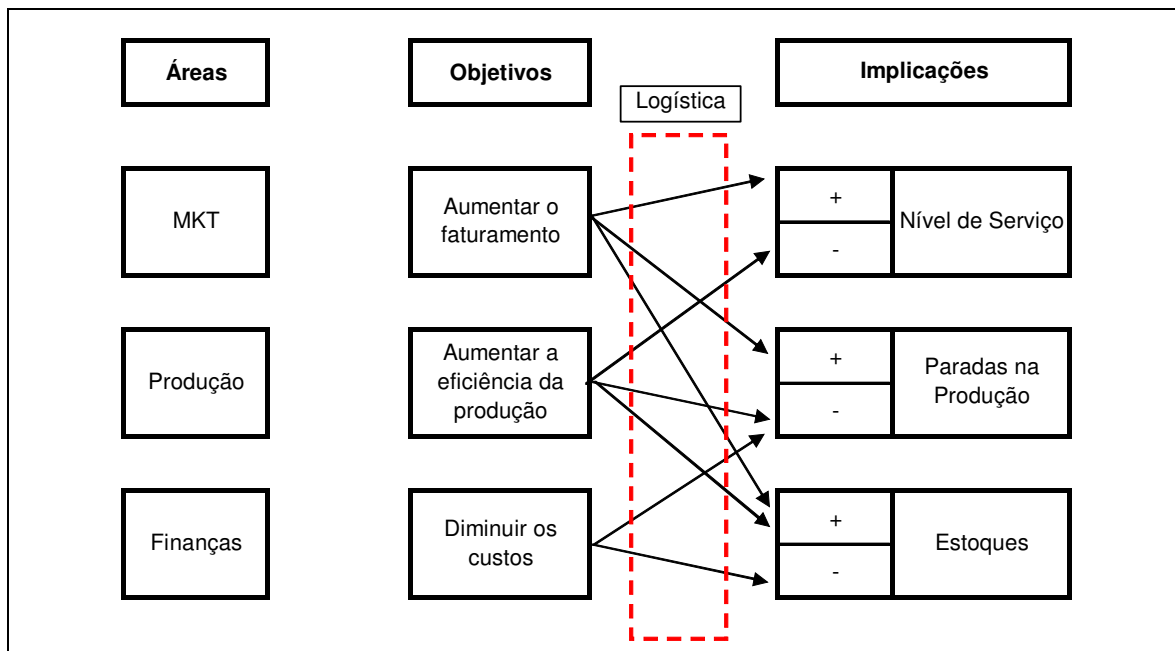 Áreas
Objetivos
Implicações
Logística
MKT
Aumentar o
faturamento
+
-
Nível de Serviço
Produção
Aumentar a
eficiência da
produção
+
-
Paradas na
Produção
Finanças
Diminuir os
custos
+
-
Estoques